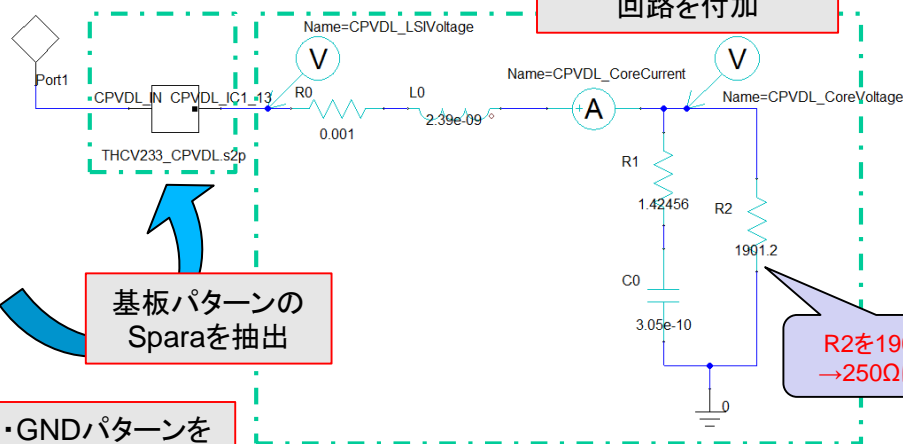 回路を付加
Name=CPVDL_LSIVoltage
V
V
Port1
Name=CPVDL_CoreCurrent
CPVDL_IN
CPVDL_IC1_13
R0
L0
A
Name=CPVDL_CoreVoltage
0.001
2.39e-09
THCV233_CPVDL.s2p
R1
1.42456
R2
1901.2
基板パターンの
Sparaを抽出
C0
3.05e-10
R2を190
→250Ω
・GNDパターンを
0